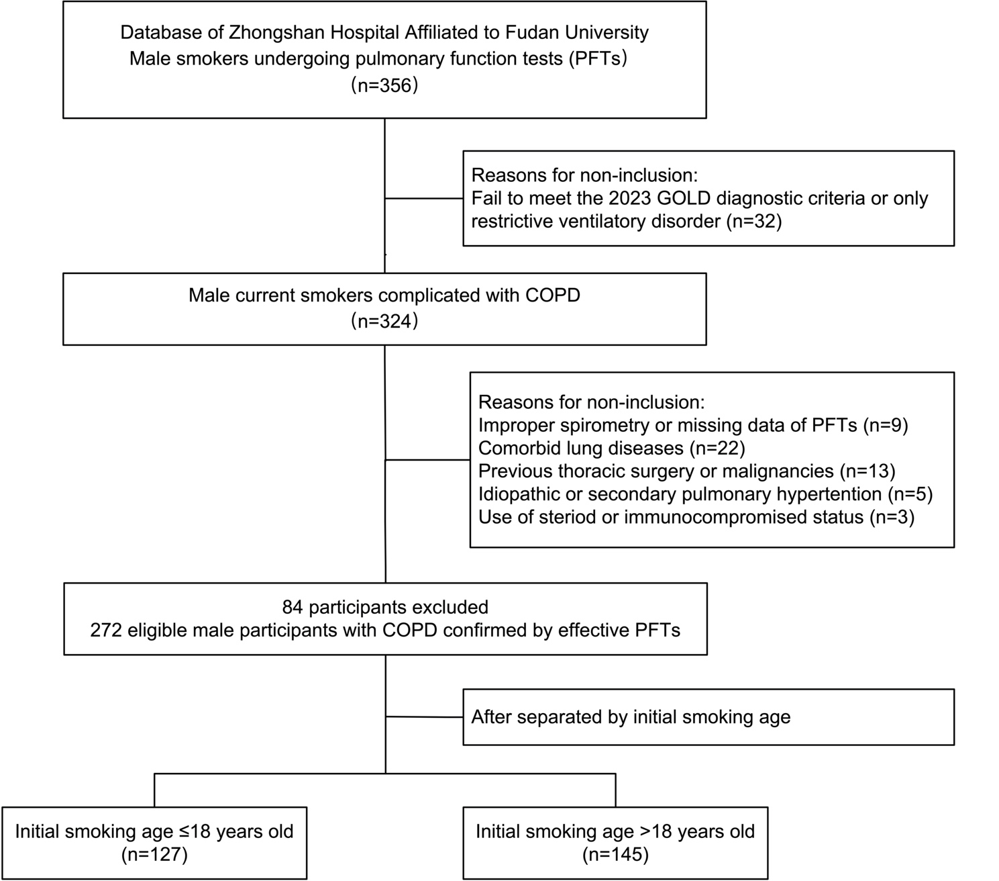 Database of Zhongshan Hospital Affiliated to Fudan University
Male smokers undergoing pulmonary function tests (PFTs)
(n=356)
Reasons for non-inclusion:
Fail to meet the 2023 GOLD diagnostic criteria or only
restrictive ventilatory disorder (n=32)
Male current smokers complicated with COPD
(n=324)
Reasons for non-inclusion:
Improper spirometry or missing data of PFTs (n=9)
Comorbid lung diseases (n=22)
Previous thoracic surgery or malignancies (n=13)
Idiopathic or secondary pulmonary hypertention (n=5)
Use of steriod or immunocompromised status (n=3)
84 participants excluded
272 eligible male participants with COPD confirmed by effective PFTs
After separated by initial smoking age
Initial smoking age ≤18 years old
(n=127)
Initial smoking age >18 years old
(n=145)